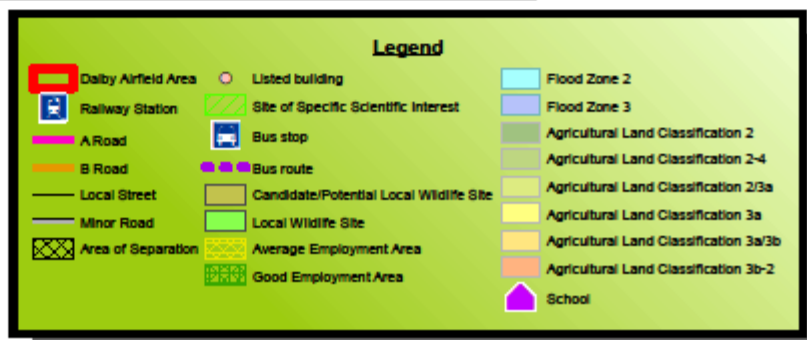 Legend
Dalby Airfield Area
Railway Station
A Road
B Road
Local Street
Minor Road
Area of Separation
Listed building
Site of Specific Scientific Interest
Bus stop
Bus route
Candidate/Potential Local Wildlife Site
Local Wildlife Site
Average Employment Area
Good Employment Area
Flood Zone 2
Flood Zone 3
Agricultural Land Classification 2
Agricultural Land Classification 2-4
Agricultural Land Classification 2/3a
Agricultural Land Classification 3a
Agricultural Land Classification 3a/3b
Agricultural Land Classification 3b-2
School